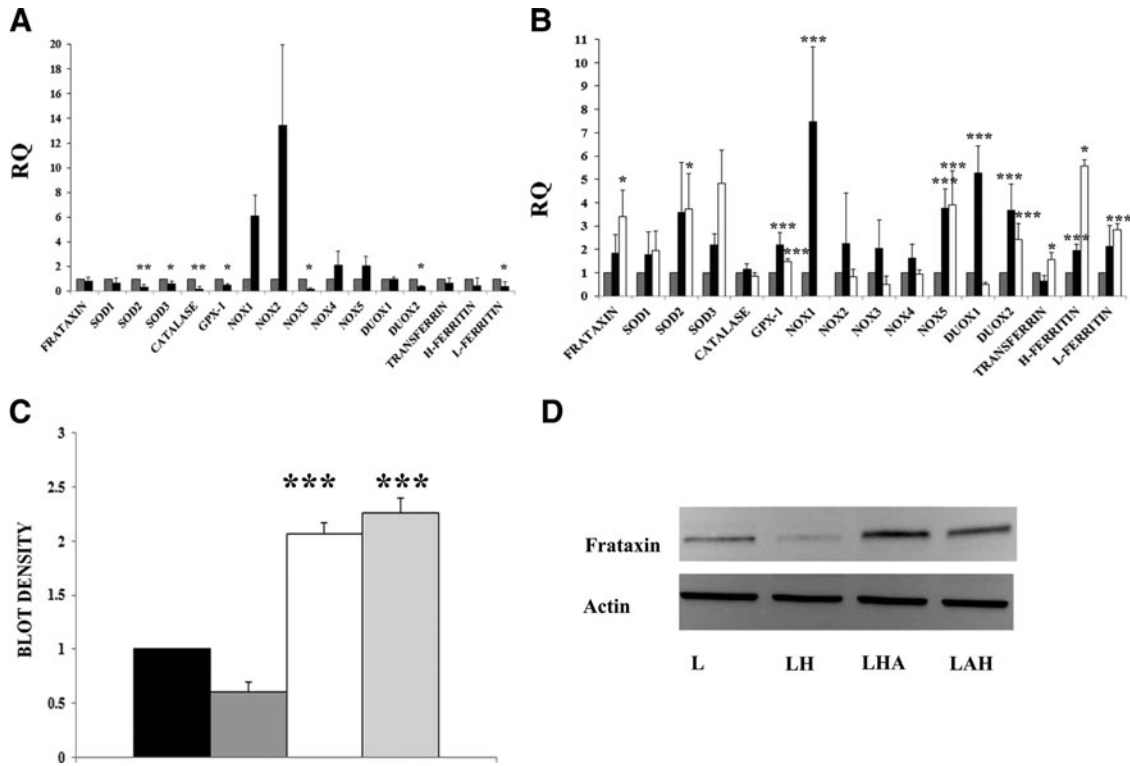 A
RQ
20
18
16
14
12
10
8
6
4
2
0
** * ** * * * *
FRATAXIN
SOD1
SOD2
SOD3
CATALASE
GPX-1
NOX1
NOX2
NOX3
NOX4
NOX5
DUOX1
DUOX2
TRANSFERRIN
H-FERRITIN
L-FERRITIN
B
RQ
11
10
9
8
7
6
5
4
3
2
1
0
* * *** *** *** *** *** *** *** *** * *** * ***
FRATAXIN
SOD1
SOD2
SOD3
CATALASE
GPX-1
NOX1
NOX2
NOX3
NOX4
NOX5
DUOX1
DUOX2
TRANSFERRIN
H-FERRITIN
L-FERRITIN
C
BLOT DENSITY
3
2.5
2
1
0.5
0
*** ***
D
Frataxin
Actin
L LH LHA LAH